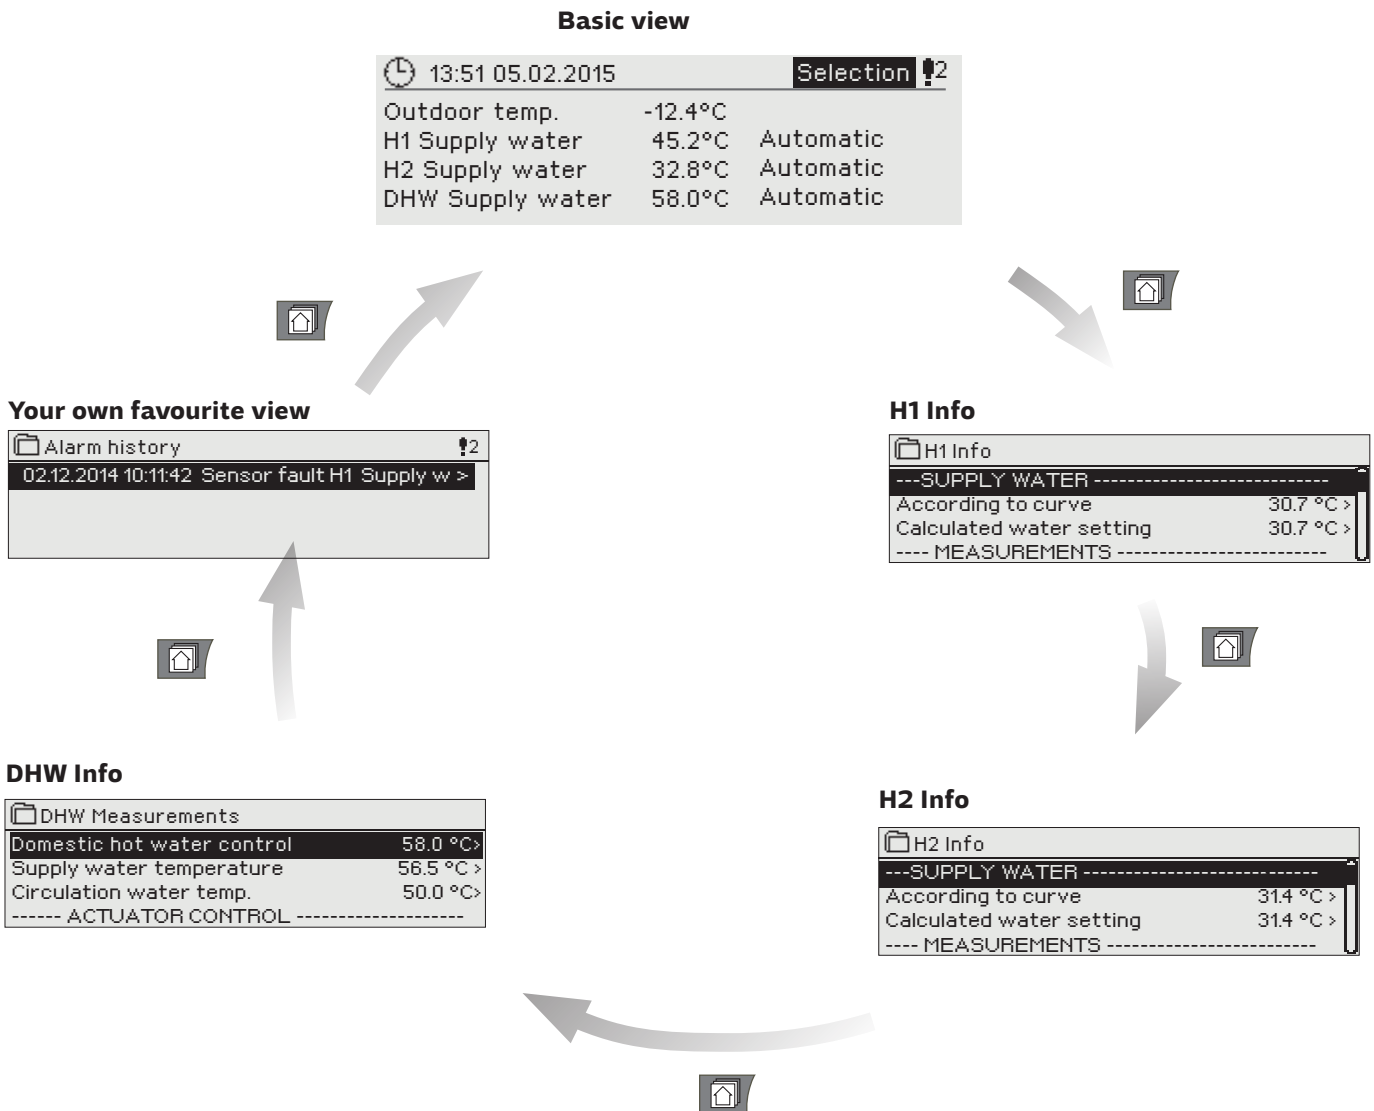 Basic view
13:51 05.02.2015 Selection 2
Outdoor temp. -12.4°C
H1 Supply water 45.2°C Automatic
H2 Supply water 32.8°C Automatic
DHW Supply water 58.0°C Automatic
Your own favourite view
Alarm history 2
02.12.2014 10:11:42 Sensor fault H1 Supply w >
H1 Info
H1 Info
---SUPPLY WATER ----------------------------
According to curve 30.7 °C >
Calculated water setting 30.7 °C >
---- MEASUREMENTS -------------------------
DHW Info
DHW Measurements
Domestic hot water control 58.0 °C>
Supply water temperature 56.5 °C >
Circulation water temp. 50.0 °C>
------ ACTUATOR CONTROL --------------------
H2 Info
H2 Info
---SUPPLY WATER ----------------------------
According to curve 31.4 °C >
Calculated water setting 31.4 °C >
---- MEASUREMENTS -------------------------